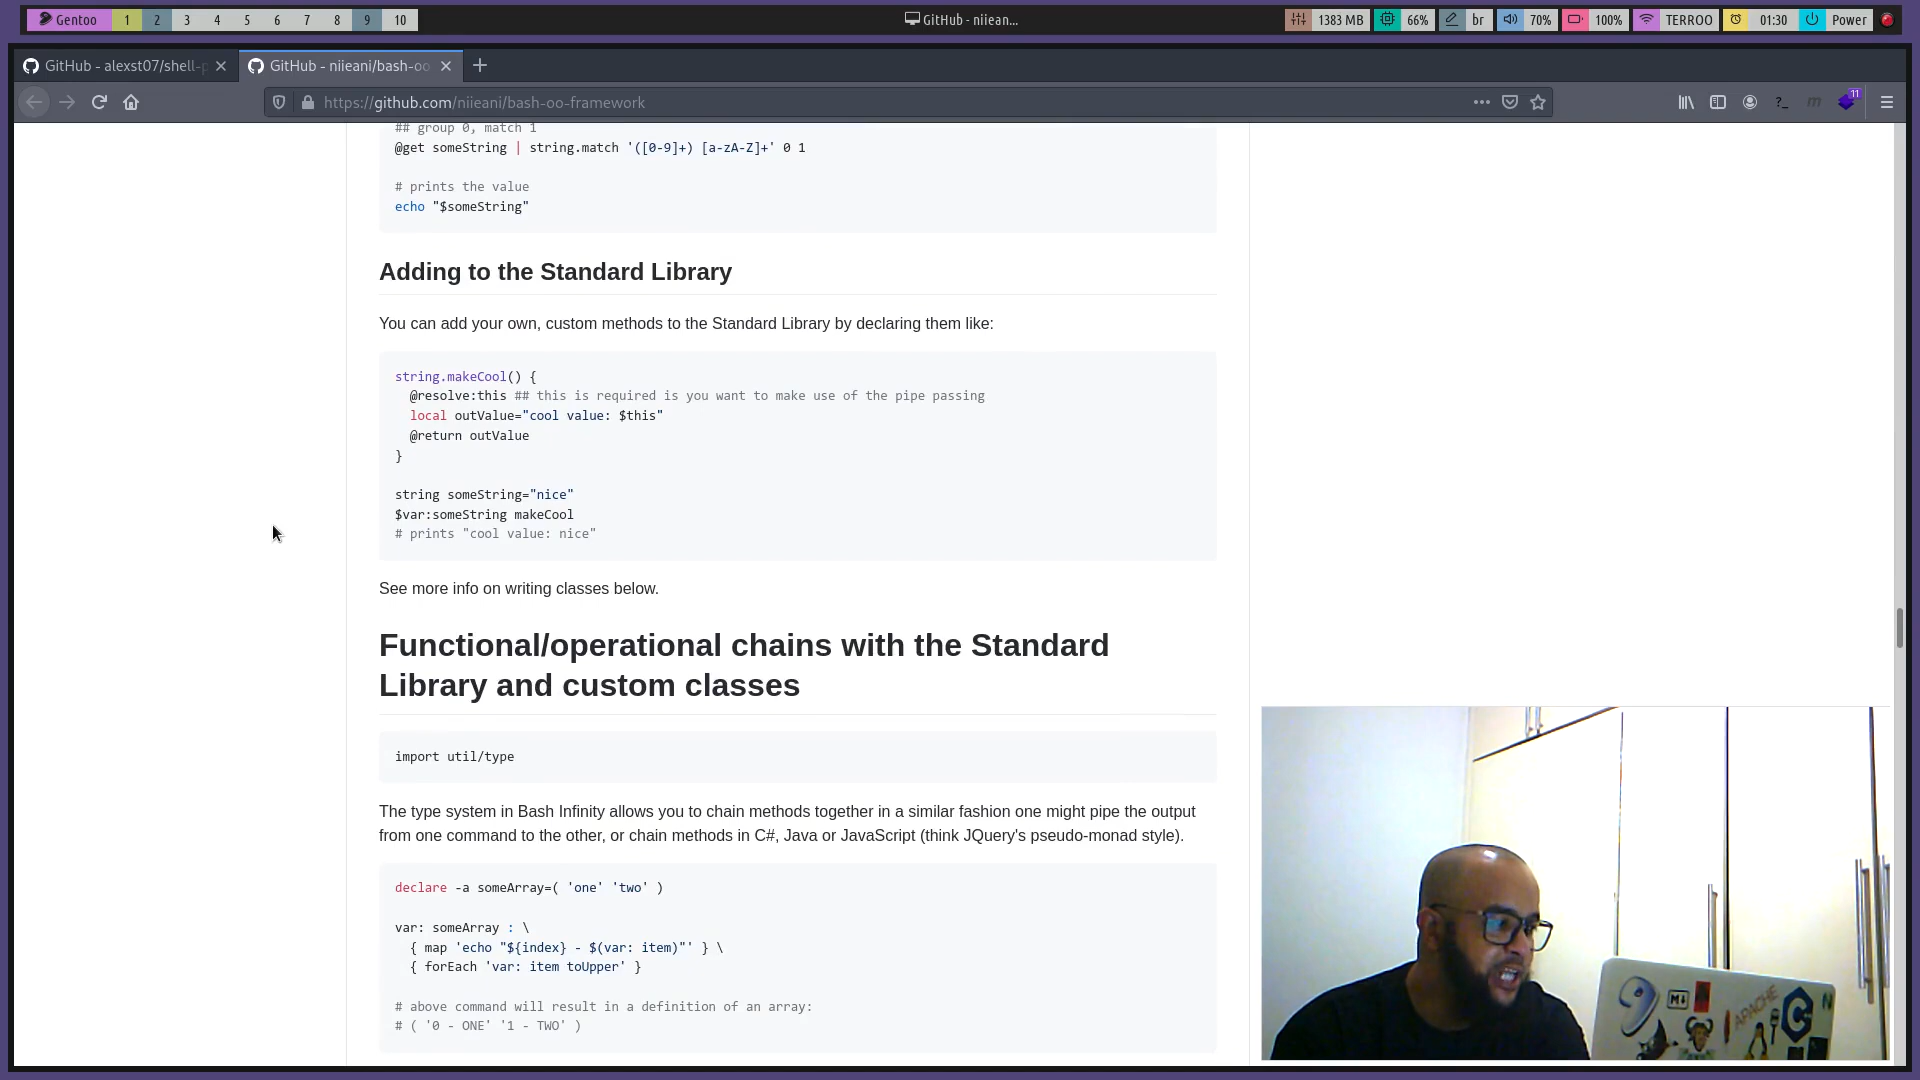 Gentoo 1 2 3 4 5 6 7 8 9 10 GitHub - niiean... 1383 MB 66% br 70% 100% TERROO 01:30 Power
GitHub - alexst07/shell-p GitHub - niieani/bash-oo
https://github.com/niieani/bash-oo-framework ?_ m 11
## group 0, match 1
@get someString | string.match '([0-9]+) [a-zA-Z]+' 0 1
# prints the value
echo "$someString"
Adding to the Standard Library
You can add your own, custom methods to the Standard Library by declaring them like:
string.makeCool() {
@resolve:this ## this is required is you want to make use of the pipe passing
local outValue="cool value: $this"
@return outValue
}
string someString="nice"
$var:someString makeCool
# prints "cool value: nice"
See more info on writing classes below.
Functional/operational chains with the Standard
Library and custom classes
import util/type
The type system in Bash Infinity allows you to chain methods together in a similar fashion one might pipe the output
from one command to the other, or chain methods in C#, Java or JavaScript (think JQuery's pseudo-monad style).
declare -a someArray=( 'one' 'two' )
var: someArray : \
{ map 'echo "${index} - $(var: item)"' } \
{ forEach 'var: item toUpper' }
# above command will result in a definition of an array:
# ( '0 - ONE' '1 - TWO' )
APACHE
C